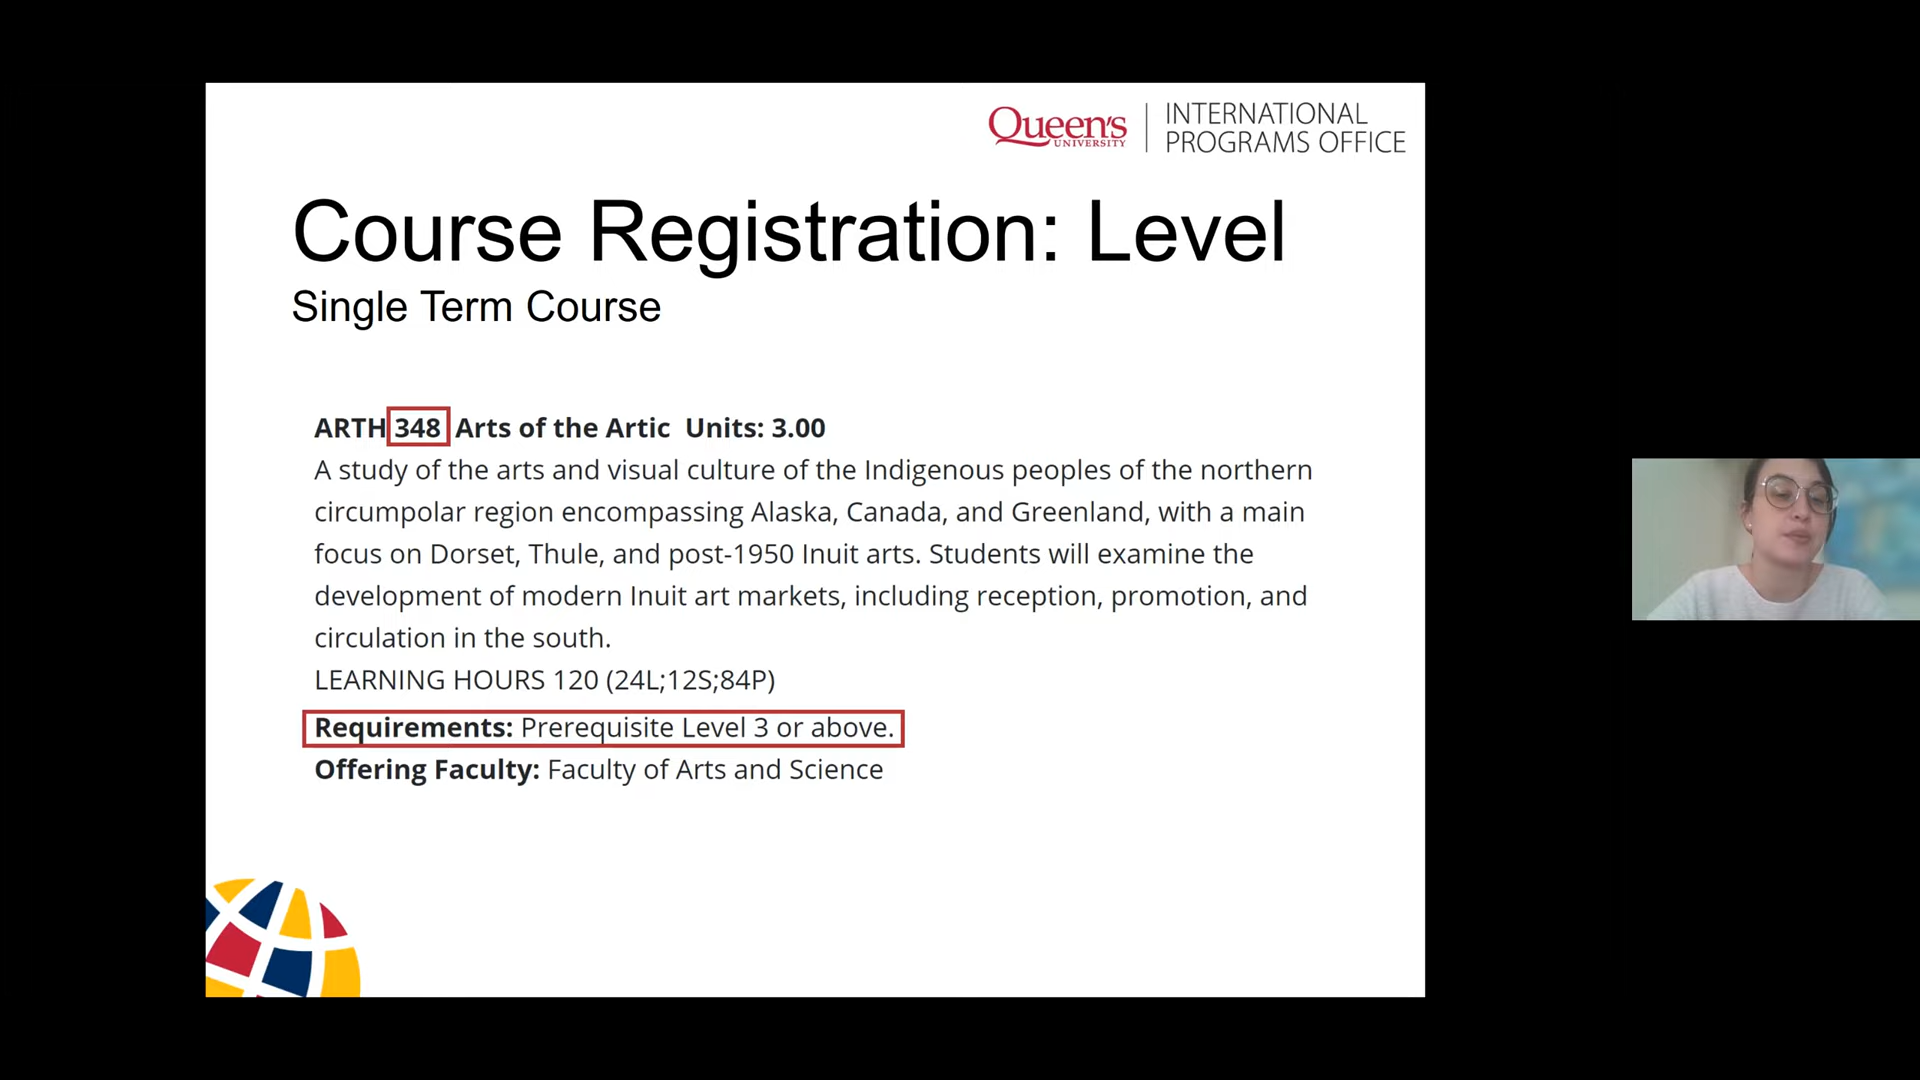 Queen's
UNIVERSITY
INTERNATIONAL
PROGRAMS OFFICE
Course Registration: Level
Single Term Course
ARTH 348 Arts of the Artic Units: 3.00
A study of the arts and visual culture of the Indigenous peoples of the northern
circumpolar region encompassing Alaska, Canada, and Greenland, with a main
focus on Dorset, Thule, and post-1950 Inuit arts. Students will examine the
development of modern Inuit art markets, including reception, promotion, and
circulation in the south.
LEARNING HOURS 120 (24L;12S;84P)
Requirements: Prerequisite Level 3 or above.
Offering Faculty: Faculty of Arts and Science